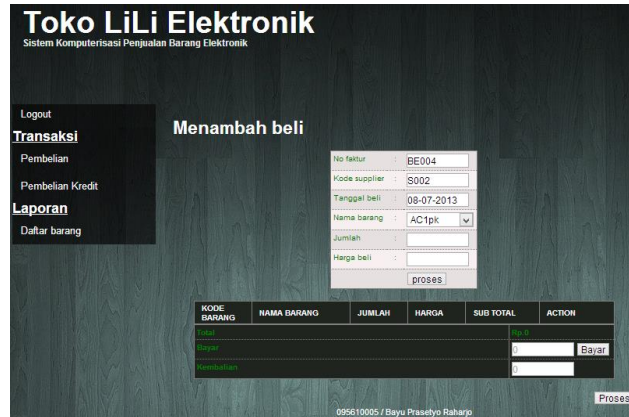 Toko LiLi Elektronik
Sistem Komputerisasi Penjualan Barang Elektronik
Logout
Transaksi
Pembelian
Pembelian Kredit
Laporan
Daftar barang
Menambah beli
No faktur : BE004
Kode supplier : S002
Tanggal beli : 08-07-2013
Nama barang : AC1pk
Jumlah :
Harga beli :
proses
KODE BARANG NAMA BARANG JUMLAH HARGA SUB TOTAL ACTION
Total Rp.0
Bayar 0 Bayar
Kembalian 0
Proses
095610005 / Bayu Prasetyo Raharjo